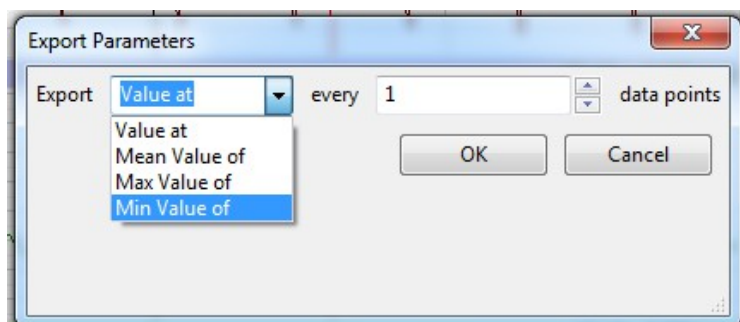 Export Parameters
Export Value at every 1 data points
Value at
Mean Value of
Max Value of
Min Value of
OK Cancel